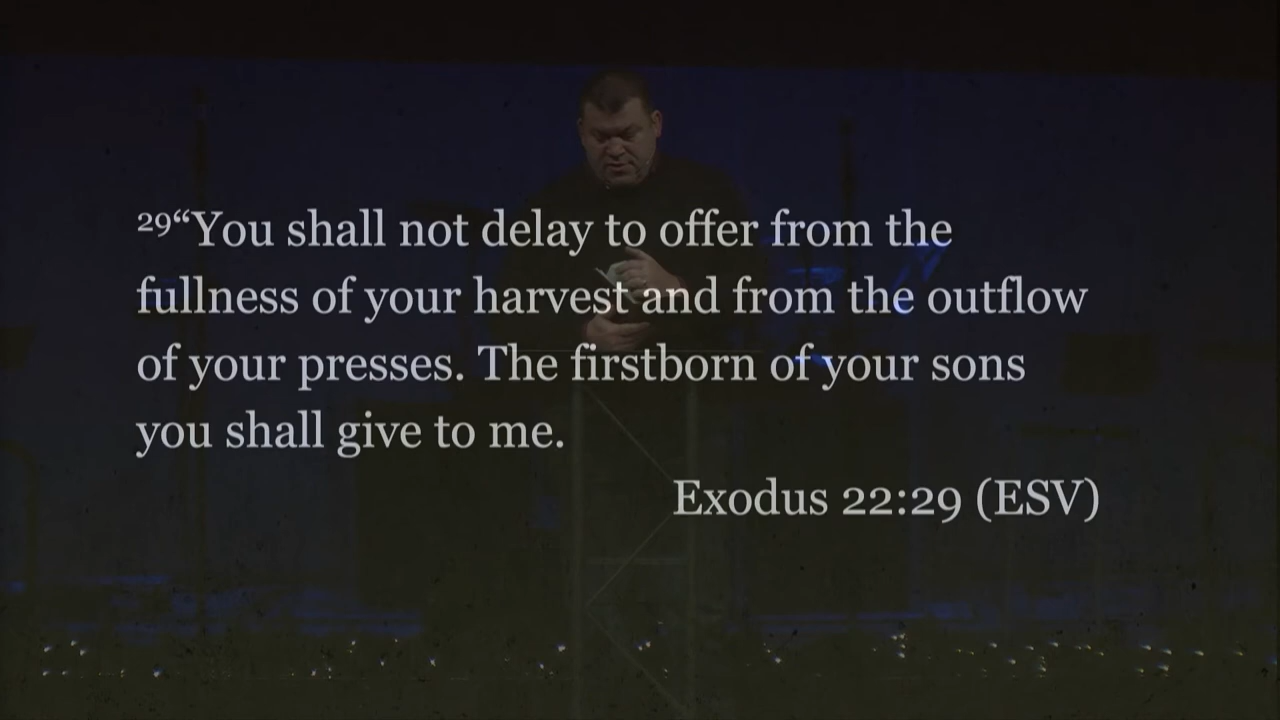 29“You shall not delay to offer from the
fullness of your harvest and from the outflow
of your presses. The firstborn of your sons
you shall give to me.
Exodus 22:29 (ESV)